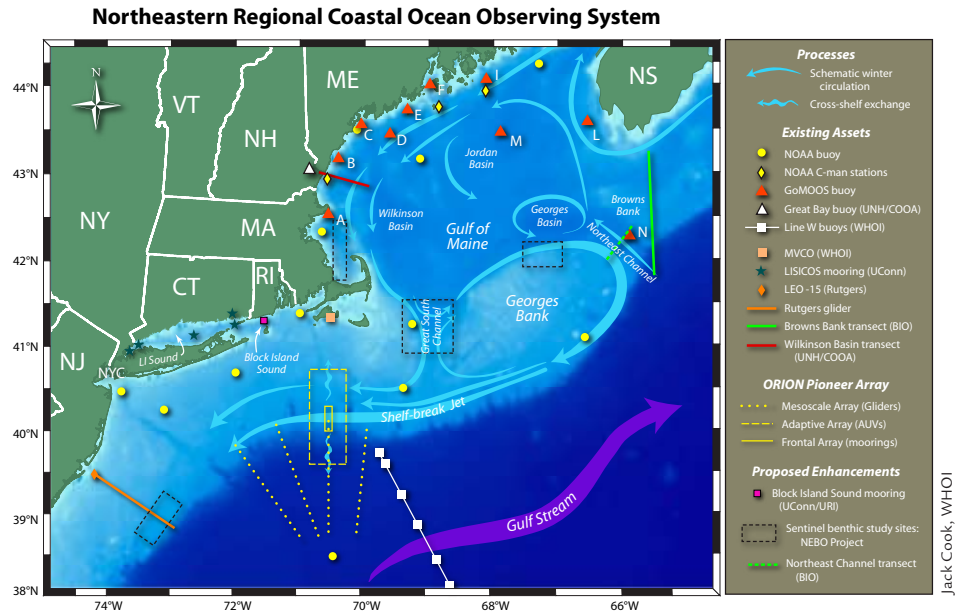 Northeastern Regional Coastal Ocean Observing System
44°N
43°N
42°N
41°N
40°N
39°N
38°N
74°W
72°W
70°W
68°W
66°W
N
VT
NH
ME
NS
NY
MA
CT
RI
NJ
NYC
LI Sound
Block Island
Sound
A
B
C
D
E
F
I
L
M
N
Jordan
Basin
Wilkinson
Basin
Gulf of
Maine
Georges
Basin
Browns
Bank
Northeast Channel
Georges
Bank
Great South
Channel
Shelf-break Jet
Gulf Stream
Processes
Schematic winter
circulation
Cross-shelf exchange
Existing Assets
NOAA buoy
NOAA C-man stations
GoMOOS buoy
Great Bay buoy (UNH/COOA)
Line W buoys (WHOI)
MVCO (WHOI)
LISICOS mooring (UConn)
LEO -15 (Rutgers)
Rutgers glider
Browns Bank transect (BIO)
Wilkinson Basin transect
(UNH/COOA)
ORION Pioneer Array
Mesoscale Array (Gliders)
Adaptive Array (AUVs)
Frontal Array (moorings)
Proposed Enhancements
Block Island Sound mooring
(UConn/URI)
Sentinel benthic study sites:
NEBO Project
Northeast Channel transect
(BIO)
Jack Cook, WHOI